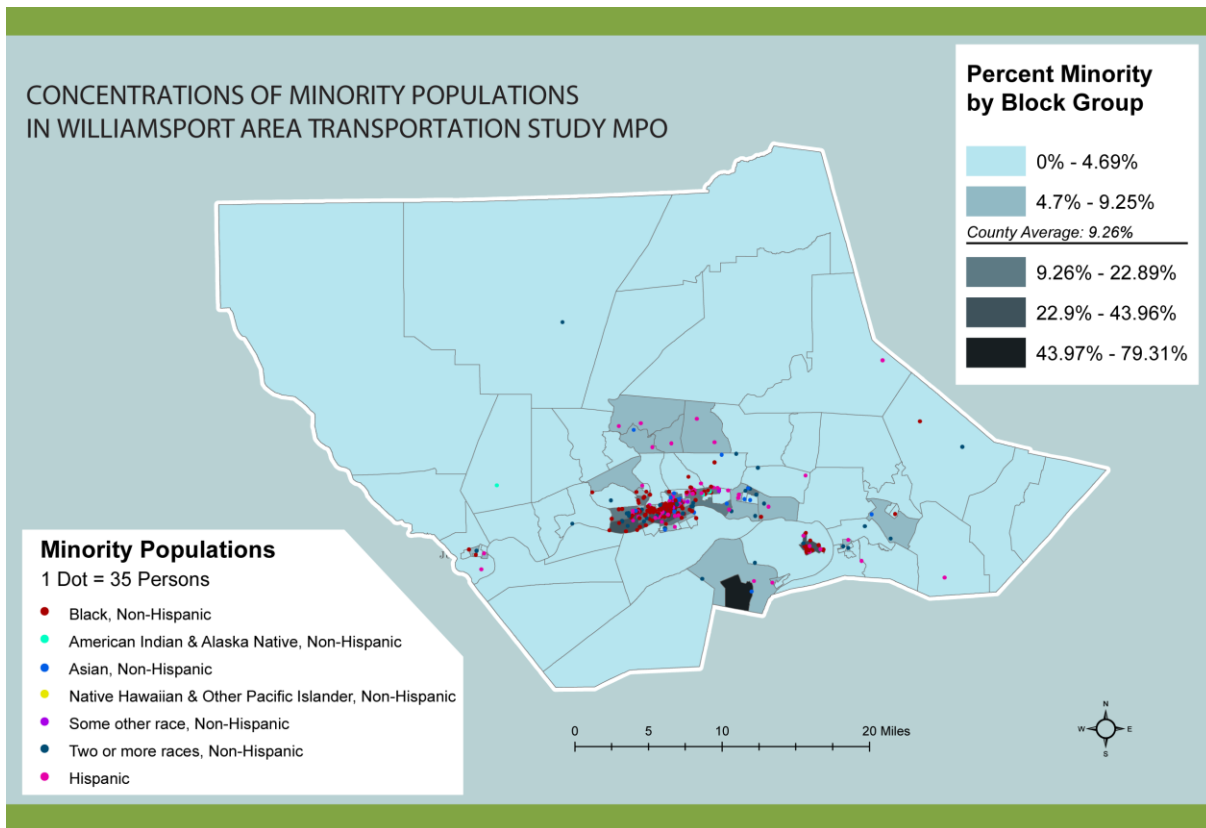 CONCENTRATIONS OF MINORITY POPULATIONS
IN WILLIAMSPORT AREA TRANSPORTATION STUDY MPO
Percent Minority
by Block Group
0% - 4.69%
4.7% - 9.25%
County Average: 9.26%
9.26% - 22.89%
22.9% - 43.96%
43.97% - 79.31%
Minority Populations
1 Dot = 35 Persons
Black, Non-Hispanic
American Indian & Alaska Native, Non-Hispanic
Asian, Non-Hispanic
Native Hawaiian & Other Pacific Islander, Non-Hispanic
Some other race, Non-Hispanic
Two or more races, Non-Hispanic
Hispanic
0 5 10 20 Miles
N
W E
S